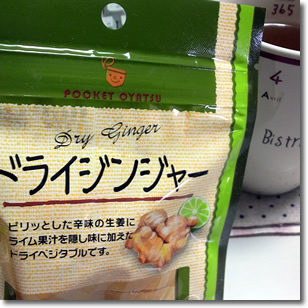 POCKET OYATSU
Dry Ginger
ドライジンジャー
ピリッとした辛味の生姜に
ライム果汁を隠し味に加えた
ドライベジタブルです。
365
4
Bistr